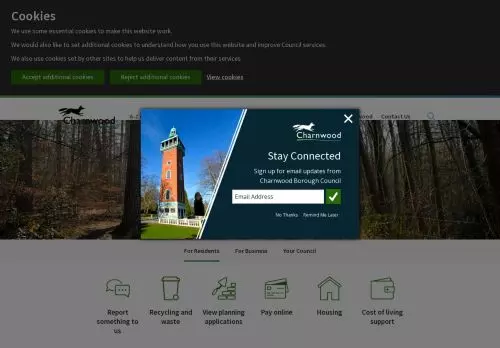 Cookies
We use some essential cookies to make this website work.
We would also like to set additional cookies to understand how you use this website and improve Council services.
We also use cookies set by other sites to help us deliver content from their services
Accept additional cookies Reject additional cookies View cookies
Charnwood
Contact Us
Charnwood
Stay Connected
Sign up for email updates from
Charnwood Borough Council
Email Address
No Thanks Remind Me Later
For Residents For Business Your Council
Report something to us
Recycling and waste
View planning applications
Pay online
Housing
Cost of living support